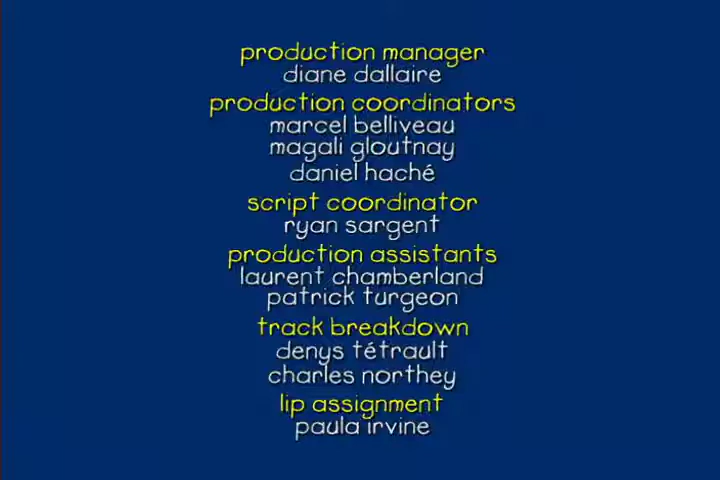 production manager
diane dallaire
production coordinators
marcel belliveau
magali gloutnay
daniel haché
script coordinator
ryan sargent
production assistants
laurent chamberland
patrick turgeon
track breakdown
denys tétrault
charles northey
lip assignment
paula irvine